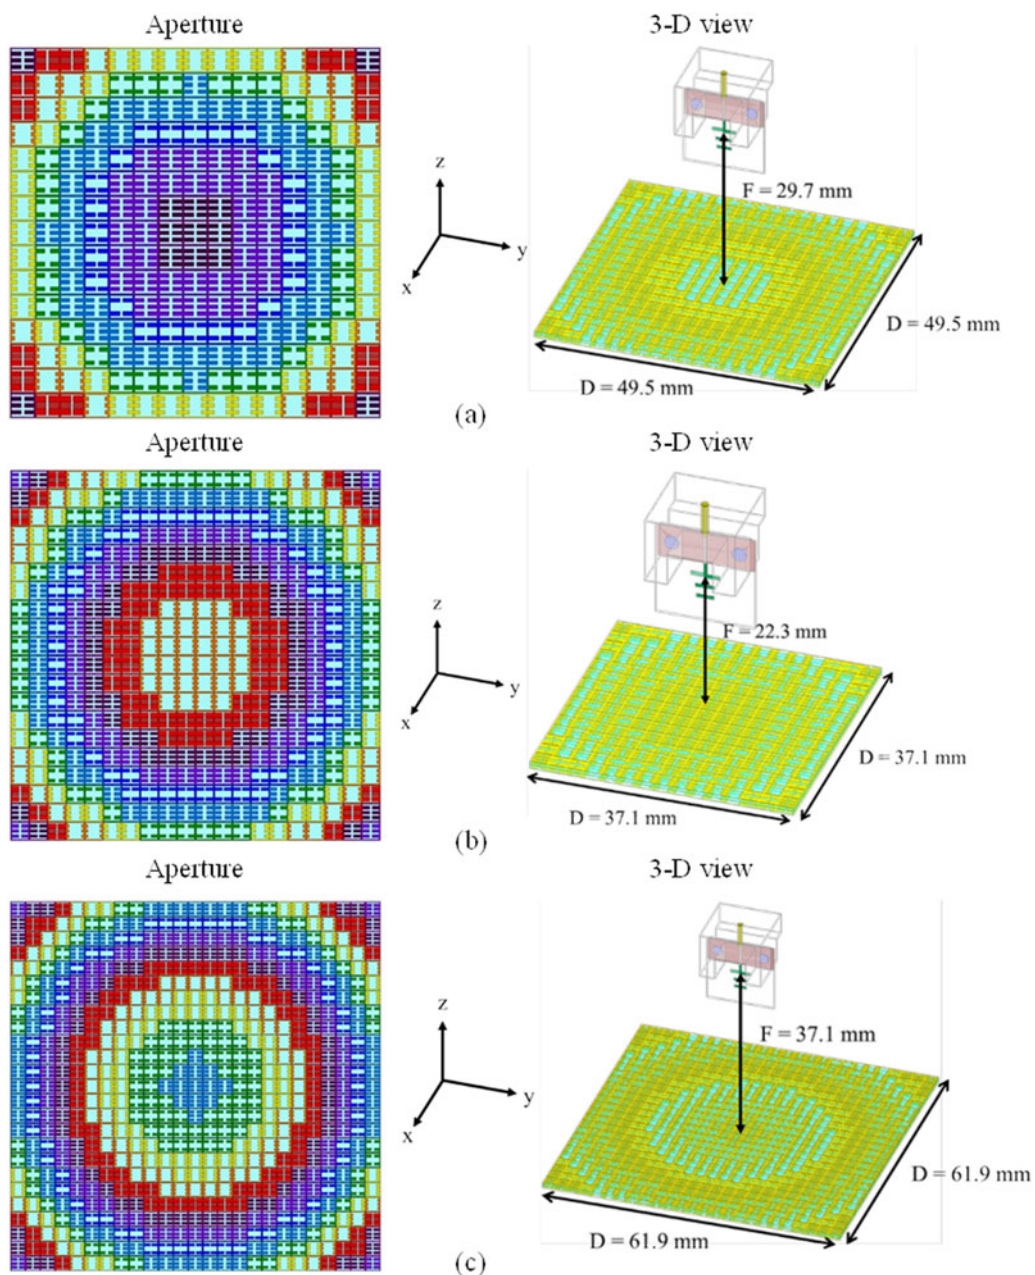 Aperture
3-D view
z
y
x
F = 29.7 mm
D = 49.5 mm
D = 49.5 mm
(a)
Aperture
3-D view
z
y
x
F = 22.3 mm
D = 37.1 mm
D = 37.1 mm
(b)
Aperture
3-D view
z
y
x
F = 37.1 mm
D = 61.9 mm
D = 61.9 mm
(c)